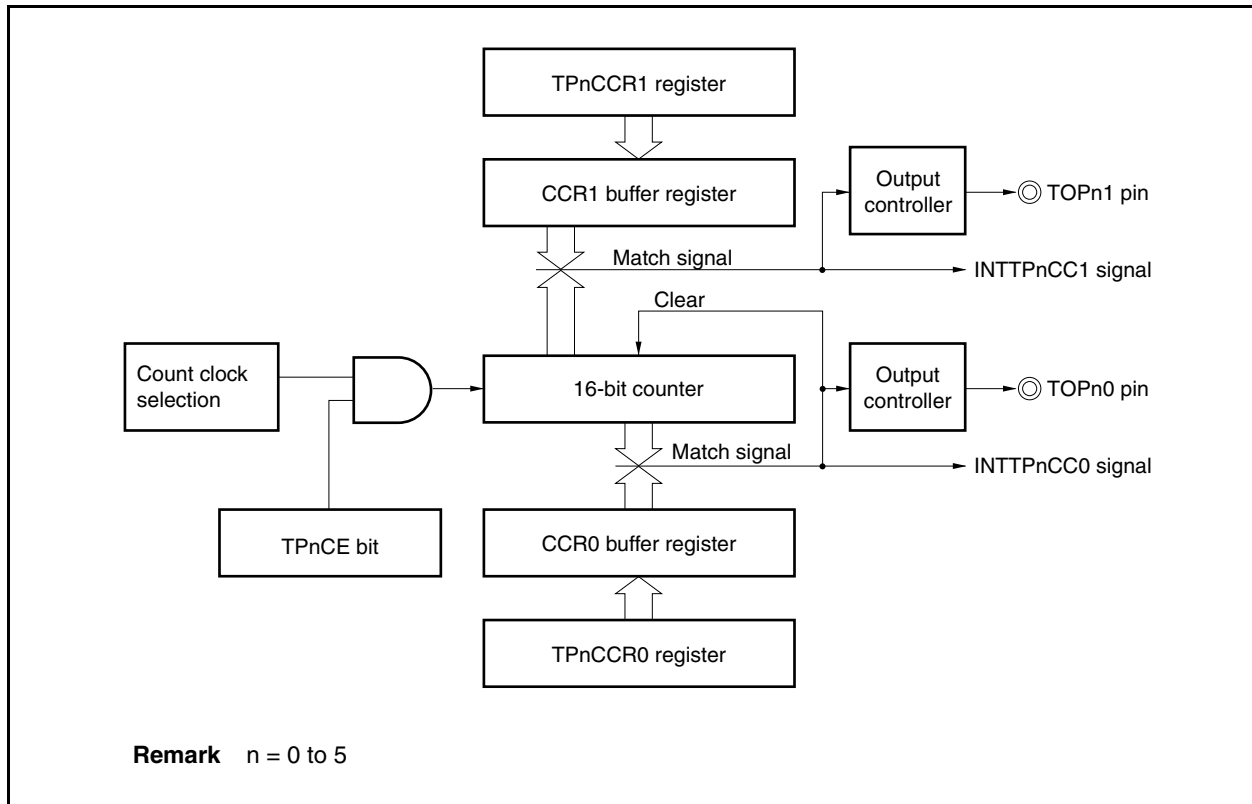 TPnCCR1 register
CCR1 buffer register
Output
controller
TOPn1 pin
Match signal
INTTPnCC1 signal
Clear
Count clock
selection
16-bit counter
Output
controller
TOPn0 pin
Match signal
INTTPnCC0 signal
TPnCE bit
CCR0 buffer register
TPnCCR0 register
Remark n = 0 to 5